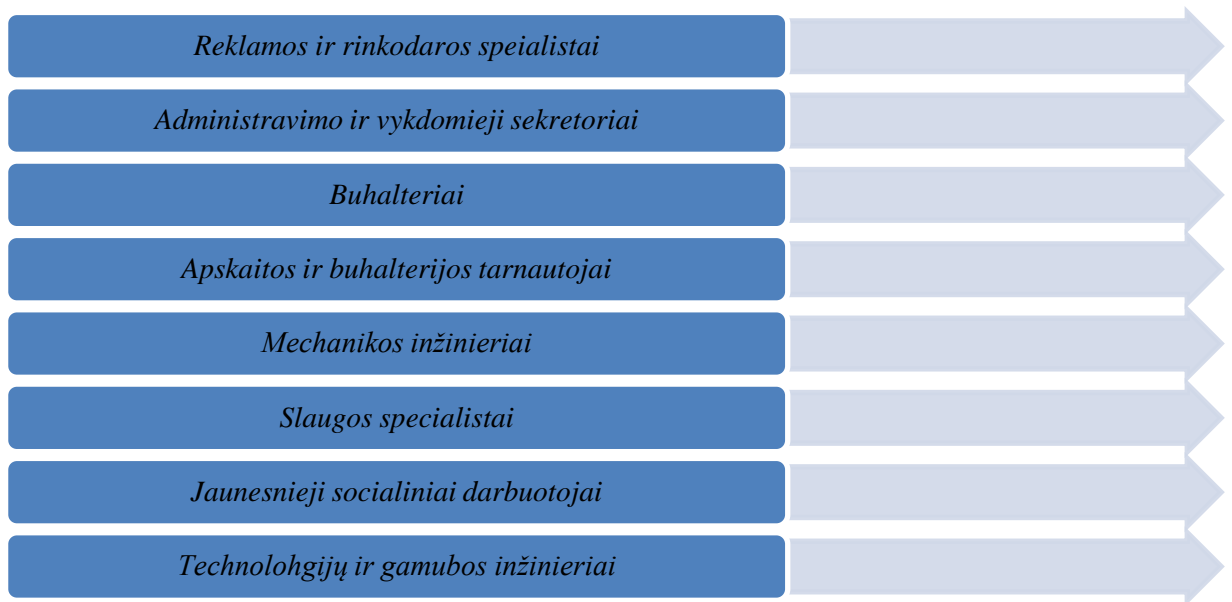 Reklamos ir rinkodaros speialistai
Administravimo ir vykdomieji sekretoriai
Buhalteriai
Apskaitos ir buhalterijos tarnautojai
Mechanikos inžinieriai
Slaugos specialistai
Jaunesnieji socialiniai darbuotojai
Technolohgijų ir gamubos inžinieriai